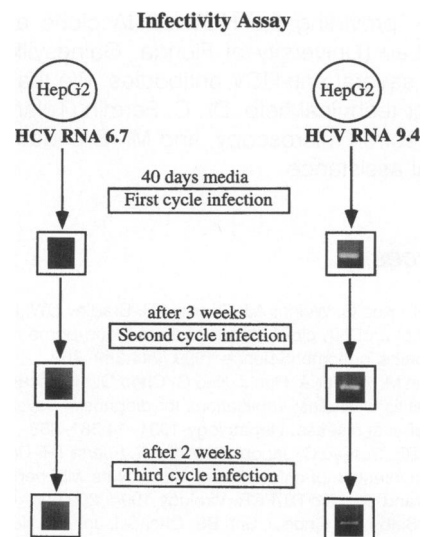 Infectivity Assay
HepG2
HepG2
HCV RNA 6.7
HCV RNA 9.4
40 days media
First cycle infection
after 3 weeks
Second cycle infection
after 2 weeks
Third cycle infection